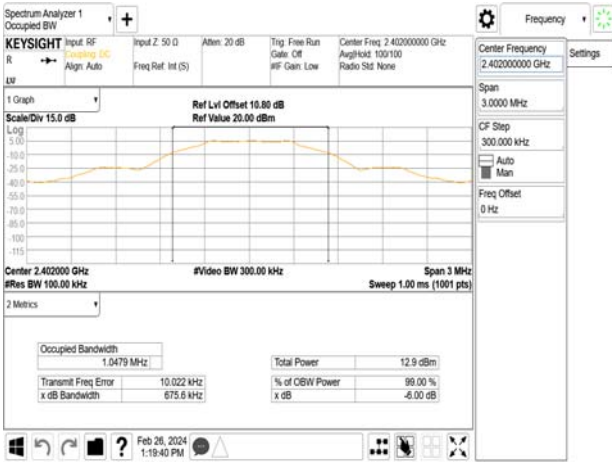 Spectrum Analyzer 1
Occupied BW
KEYSIGHT
R
Input: RF
Coupling: DC
Align: Auto
Input Z: 50 Ω
Freq Ref: Int (S)
Atten: 20 dB
Trig: Free Run
Gate: Off
#IF Gain: Low
Center Freq: 2.402000000 GHz
Avg|Hold: 100/100
Radio Std: None
1 Graph
Scale/Div 15.0 dB
Ref Lvl Offset 10.80 dB
Ref Value 20.00 dBm
Log
5.00
-10.0
-25.0
-40.0
-55.0
-70.0
-85.0
-100
-115
Center 2.402000 GHz
#Res BW 100.00 kHz
#Video BW 300.00 kHz
Span 3 MHz
Sweep 1.00 ms (1001 pts)
2 Metrics
Occupied Bandwidth
1.0479 MHz
Transmit Freq Error 10.022 kHz
x dB Bandwidth 675.6 kHz
Total Power 12.9 dBm
% of OBW Power 99.00 %
x dB -6.00 dB
Feb 26, 2024
1:19:40 PM
Frequency
Settings
Center Frequency
2.402000000 GHz
Span
3.0000 MHz
CF Step
300.000 kHz
Auto
Man
Freq Offset
0 Hz